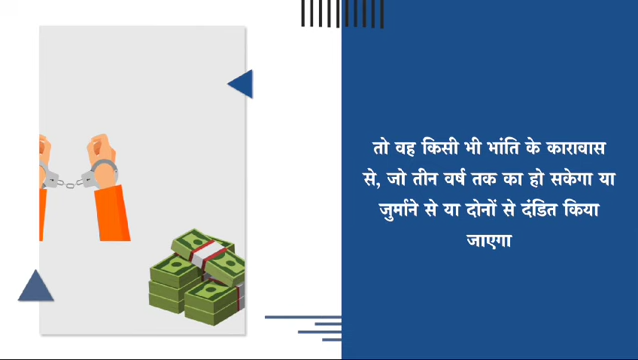 तो वह किसी भी भांति के कारावास
से, जो तीन वर्ष तक का हो सकेगा या
जुर्माने से या दोनों से दंडित किया
जाएगा